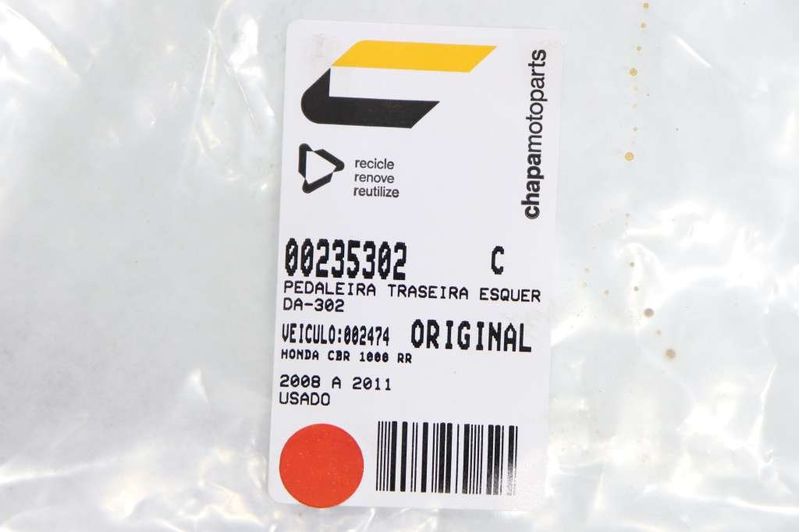 chapamotoparts
recicle
renove
reutilize
00235302 C
PEDALEIRA TRASEIRA ESQUER
DA-302
VEICULO:002474 ORIGINAL
HONDA CBR 1000 RR
2008 A 2011
USADO